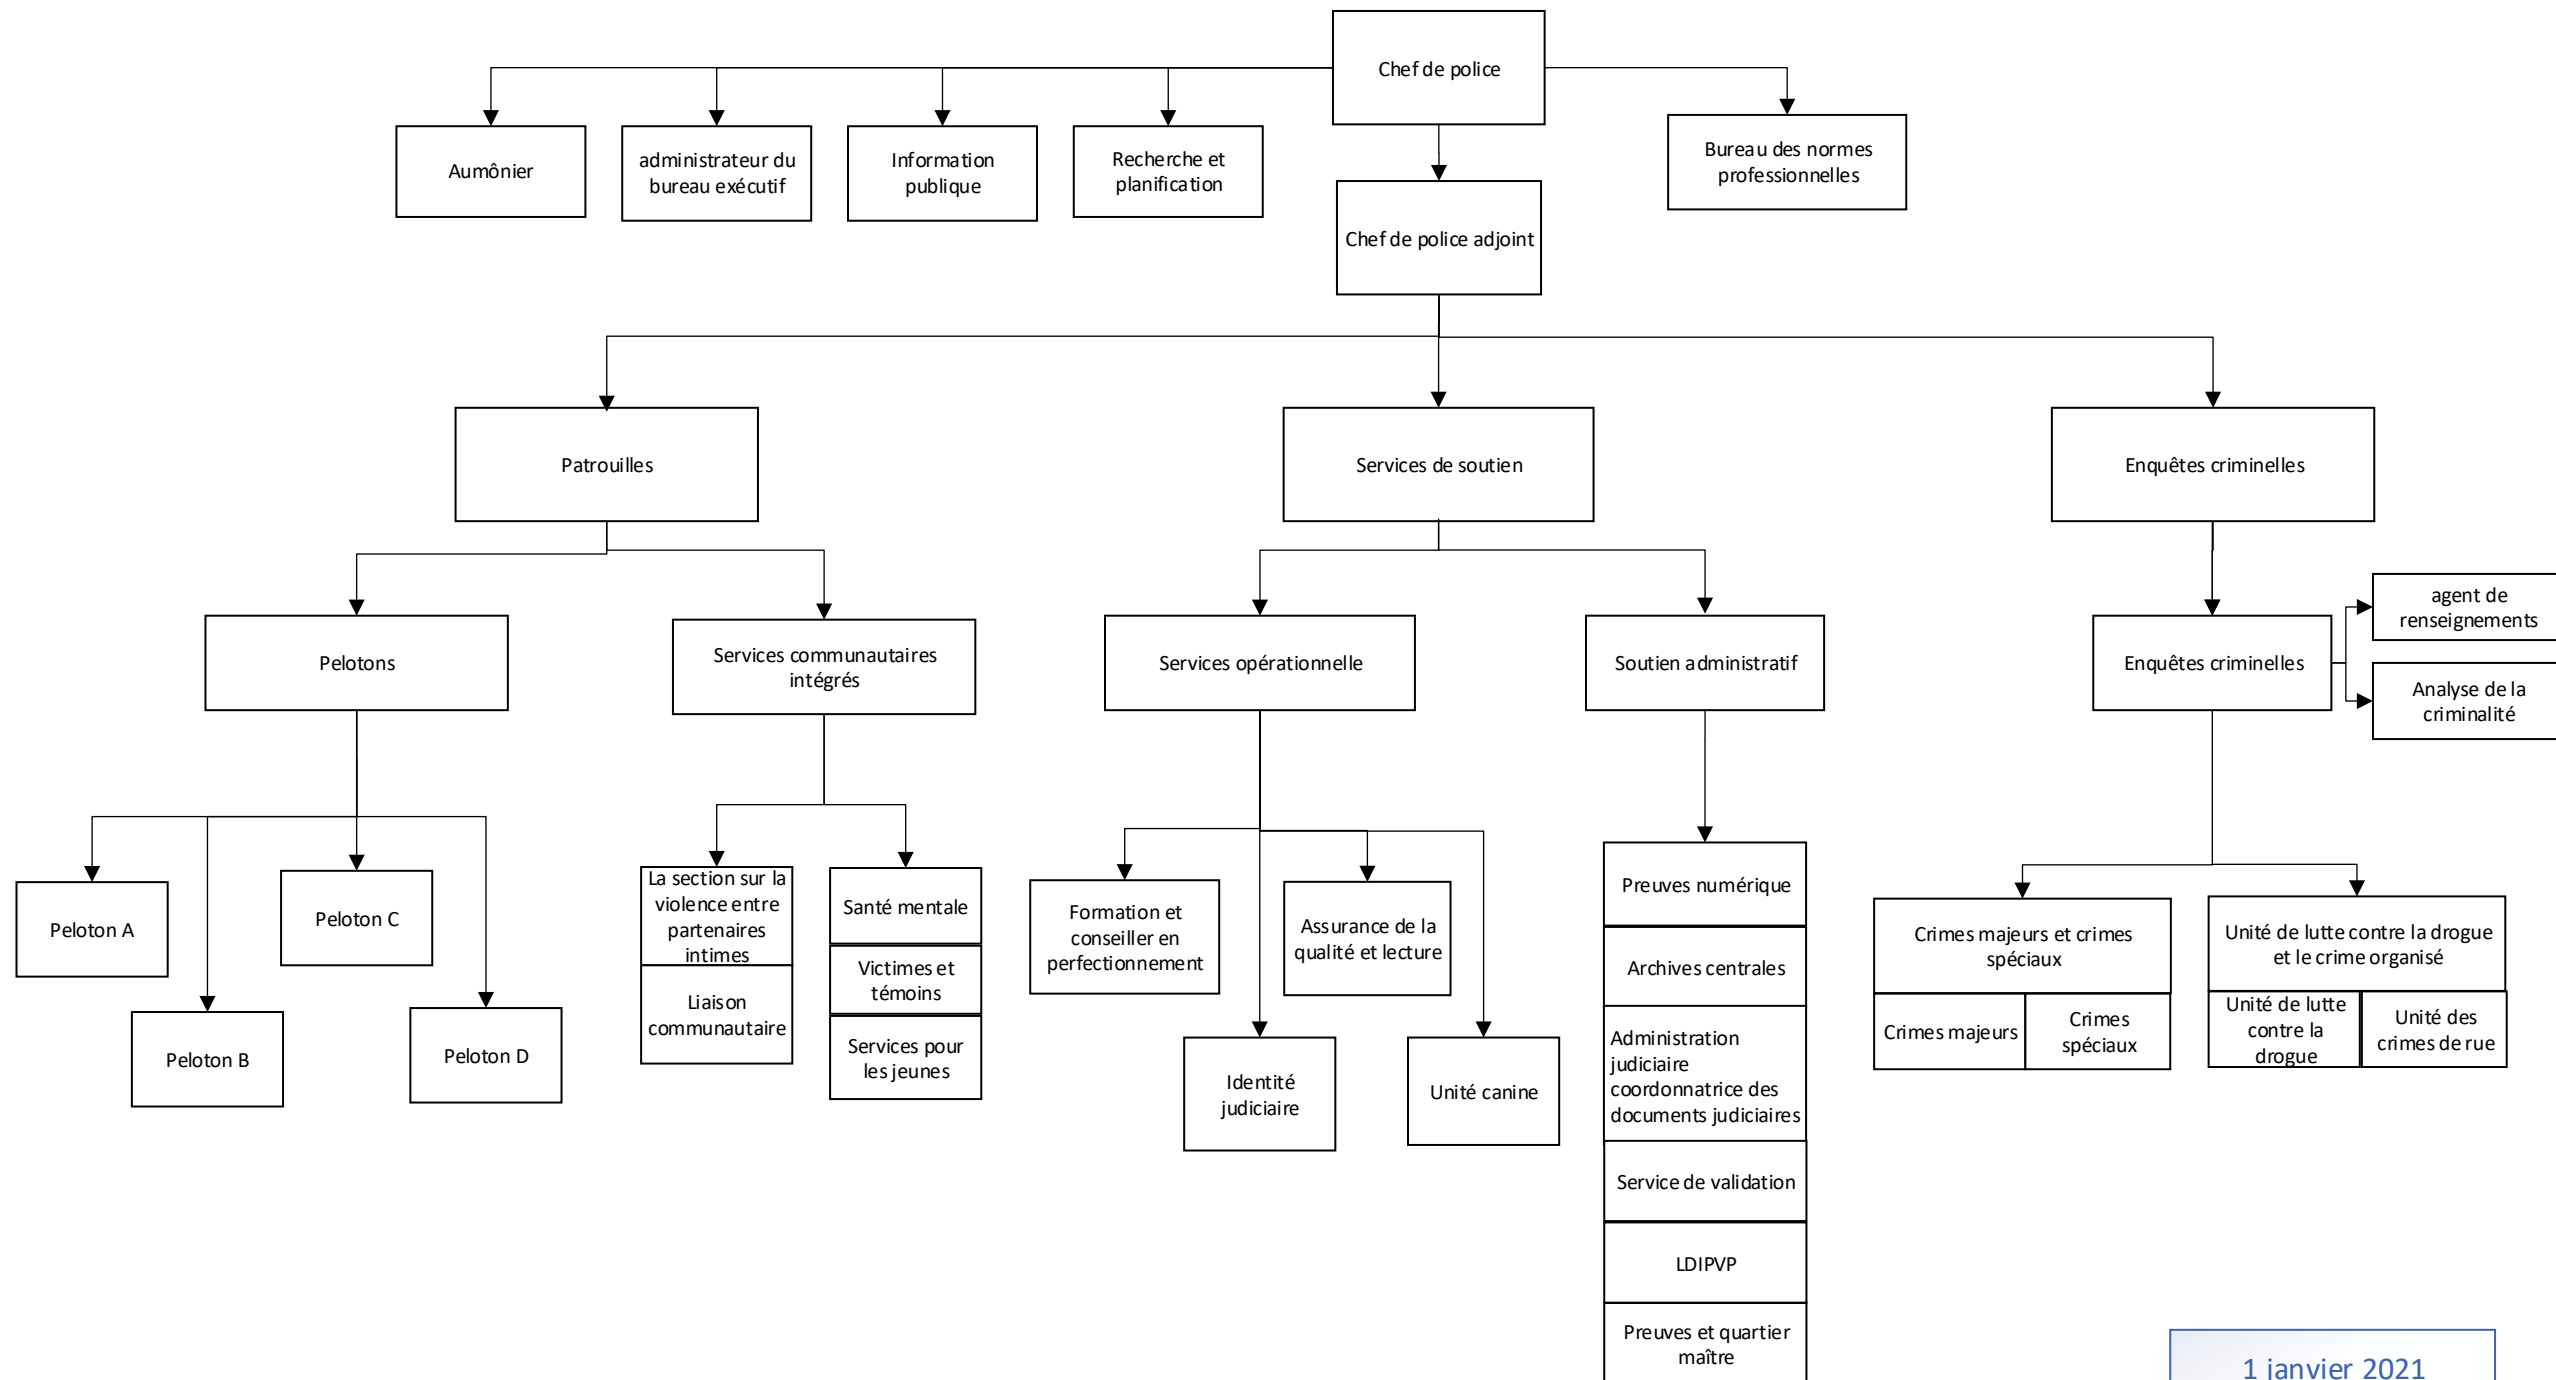 Chef de police
Aumônier
administrateur du
bureau exécutif
Information
publique
Recherche et
planification
Bureau des normes
professionnelles
Chef de police adjoint
Patrouilles
Services de soutien
Enquêtes criminelles
Pelotons
Services communautaires
intégrés
Services opérationnelle
Soutien administratif
Enquêtes criminelles
agent de
renseignements
Analyse de la
criminalité
Peloton A
Peloton B
Peloton C
Peloton D
La section sur la
violence entre
partenaires
intimes
Liaison
communautaire
Santé mentale
Victimes et
témoins
Services pour
les jeunes
Formation et
conseiller en
perfectionnement
Identité
judiciaire
Assurance de la
qualité et lecture
Unité canine
Preuves numérique
Archives centrales
Administration
judiciaire
coordonnatrice des
documents judiciaires
Service de validation
LDIPVP
Preuves et quartier
maître
Crimes majeurs et crimes
spéciaux
Crimes majeurs
Crimes
spéciaux
Unité de lutte contre la drogue
et le crime organisé
Unité de lutte
contre la
drogue
Unité des
crimes de rue
1 janvier 2021